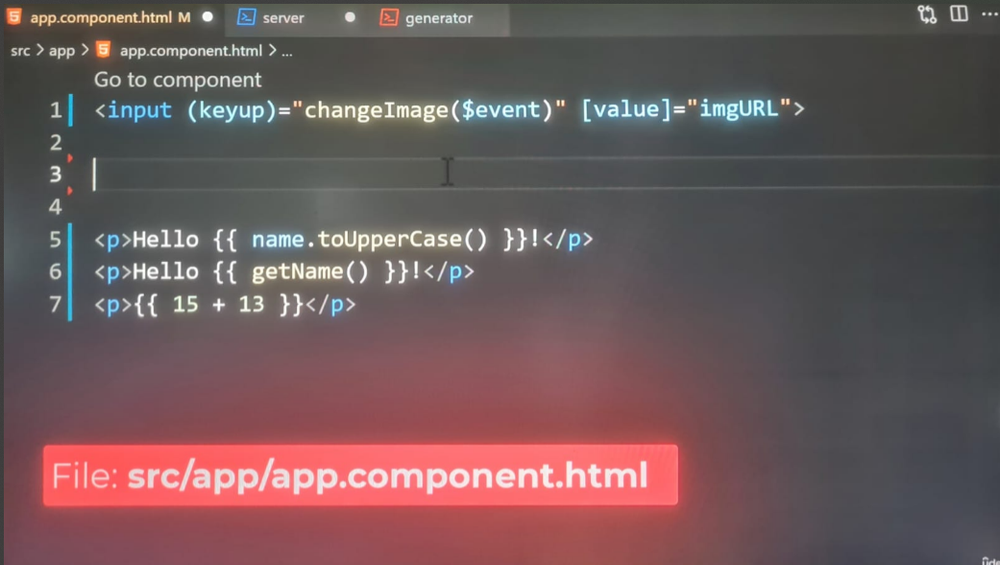 app.component.html M server generator
src > app > app.component.html > ...
Go to component
1 <input (keyup)="changeImage($event)" [value]="imgURL">
2
3
4
5 <p>Hello {{ name.toUpperCase() }}!</p>
6 <p>Hello {{ getName() }}!</p>
7 <p>{{ 15 + 13 }}</p>
File: src/app/app.component.html